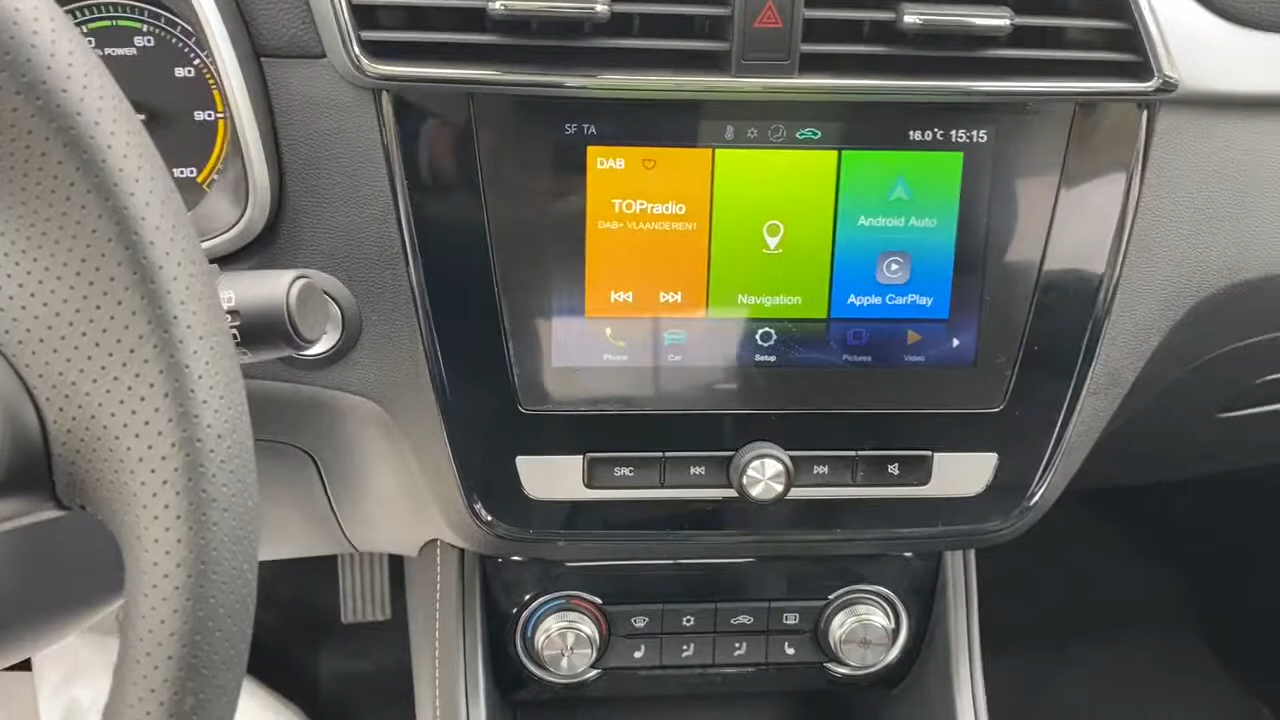 60
% POWER
80
90
100
SF TA
16.0°C 15:15
DAB
TOPradio
DAB+ VLAANDEREN1
Navigation
Android Auto
Apple CarPlay
Phone
Car
Setup
Pictures
Video
SRC